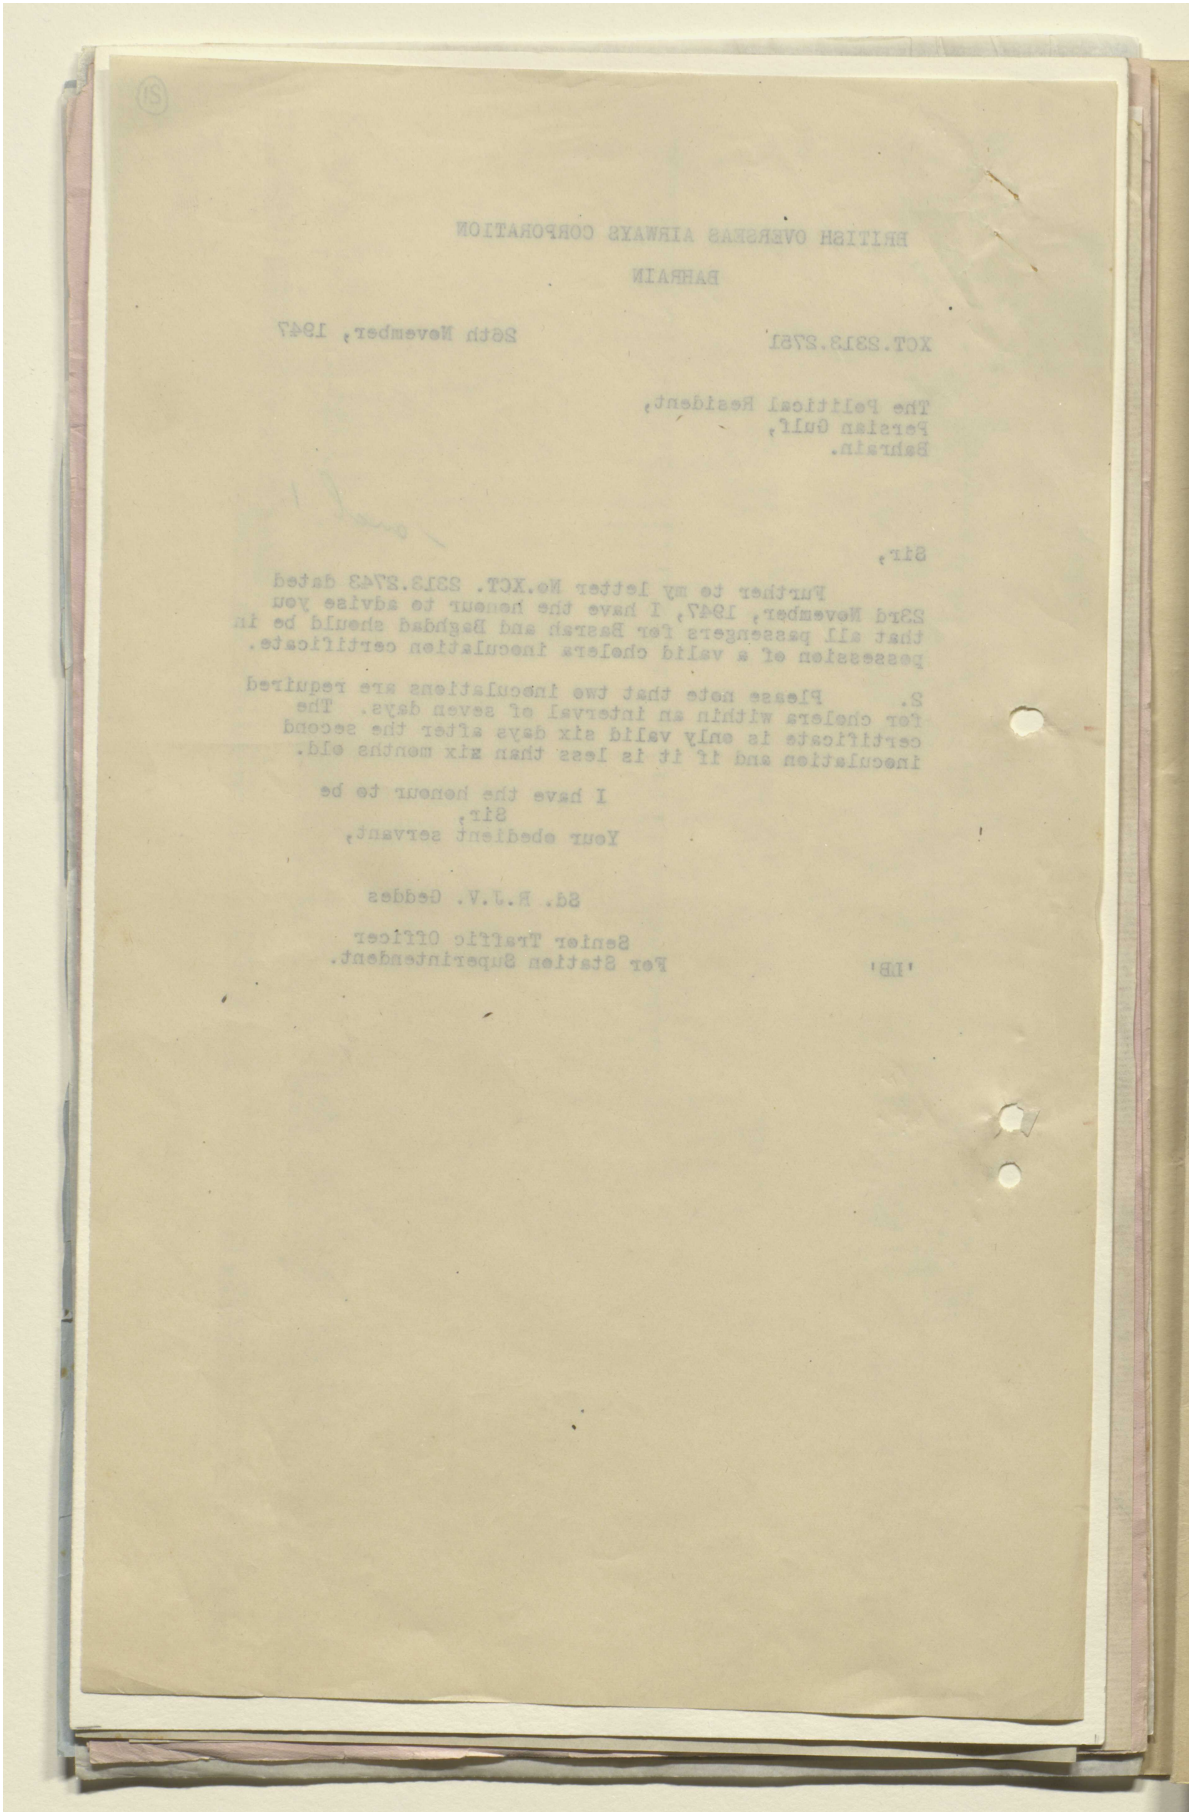 BRITISH OVERSEAS AIRWAYS CORPORATION
BAHRAIN
XCT.2313.2751 26th November, 1947
The Political Resident,
Persian Gulf,
Bahrain.
Sir,
Further to my letter No.XCT. 2313.2743 dated
23rd November, 1947, I have the honour to advise you
that all passengers for Basrah and Baghdad should be in
possession of a valid cholera inoculation certificate.
2. Please note that two inoculations are required
for cholera within an interval of seven days. The
certificate is only valid six days after the second
inoculation and if it is less than six months old.
I have the honour to be
Sir,
Your obedient servant,
Sd. R.J.V. Geddes
Senior Traffic Officer
'LB' For Station Superintendent.